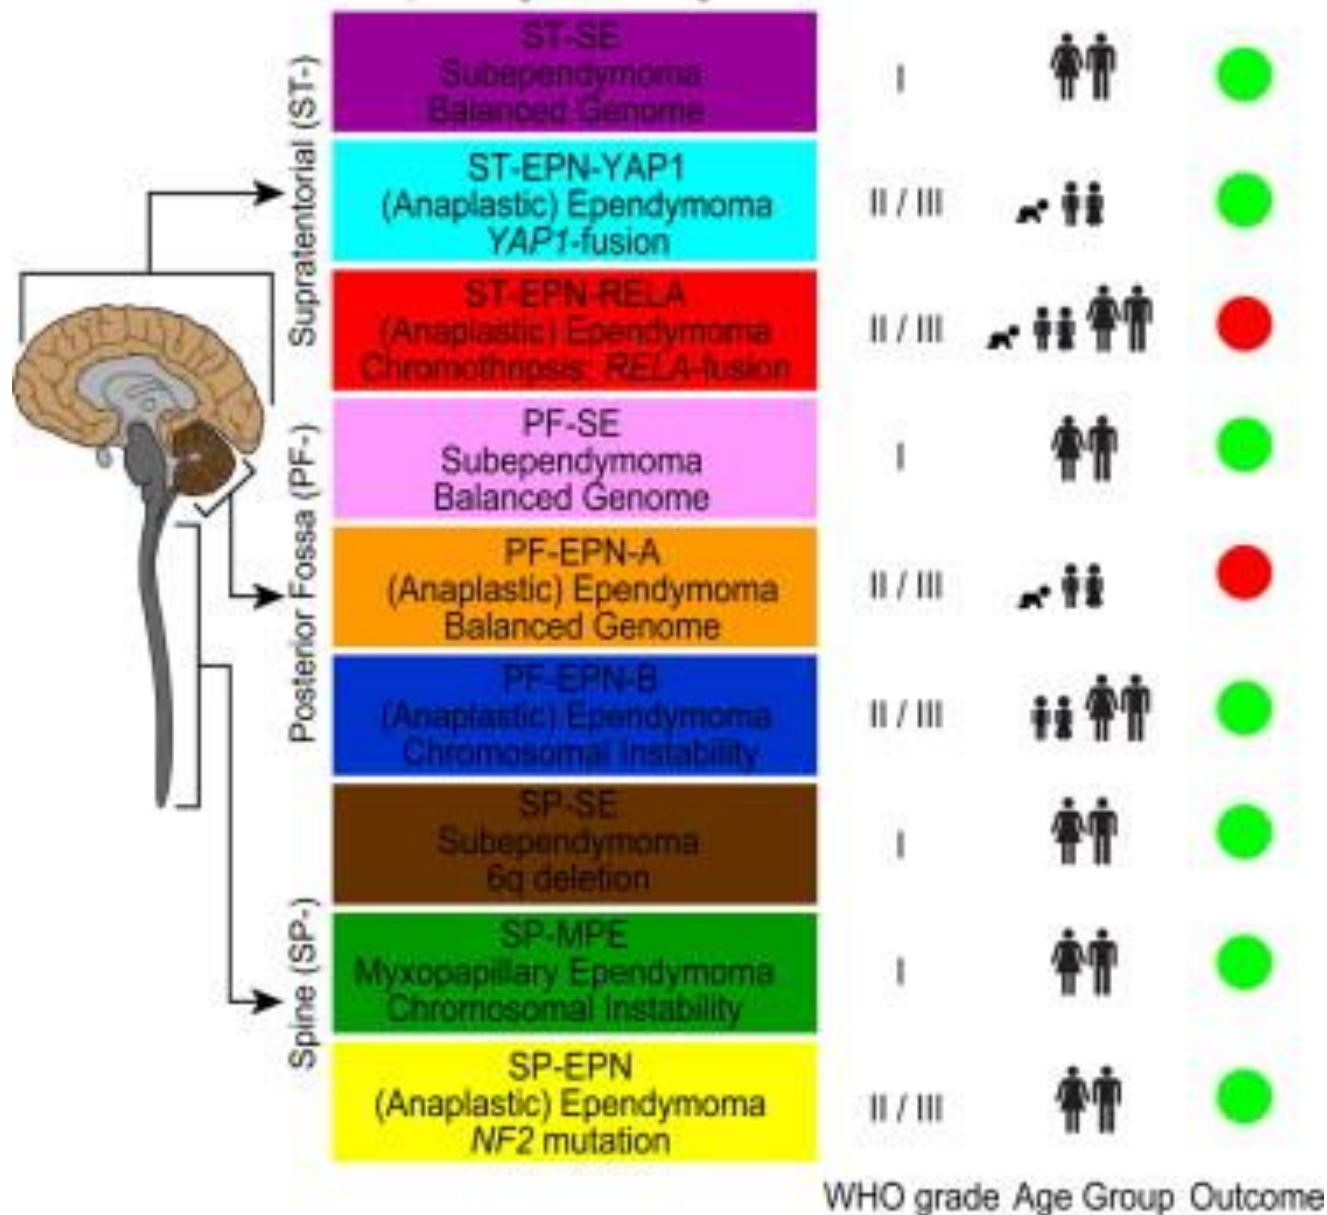 Supratentorial (ST-)
ST-SE
Subependymoma
Balanced Genome
I
ST-EPN-YAP1
(Anaplastic) Ependymoma
YAP1-fusion
II / III
ST-EPN-RELA
(Anaplastic) Ependymoma
Chromothripsis; RELA-fusion
II / III
Posterior Fossa (PF-)
PF-SE
Subependymoma
Balanced Genome
I
PF-EPN-A
(Anaplastic) Ependymoma
Balanced Genome
II / III
PF-EPN-B
(Anaplastic) Ependymoma
Chromosomal Instability
II / III
Spine (SP-)
SP-SE
Subependymoma
6q deletion
I
SP-MPE
Myxopapillary Ependymoma
Chromosomal Instability
I
SP-EPN
(Anaplastic) Ependymoma
NF2 mutation
II / III
WHO grade Age Group Outcome